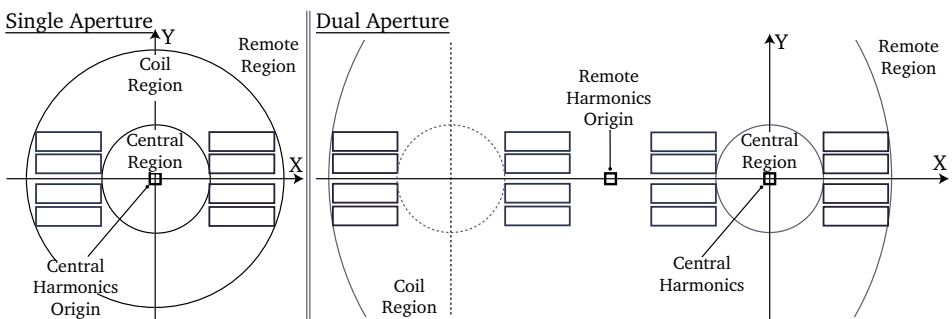 Single Aperture
Y
Remote
Region
Coil
Region
Central
Region
X
Central
Harmonics
Origin
Dual Aperture
Remote
Harmonics
Origin
Y
Remote
Region
Central
Region
X
Coil
Region
Central
Harmonics